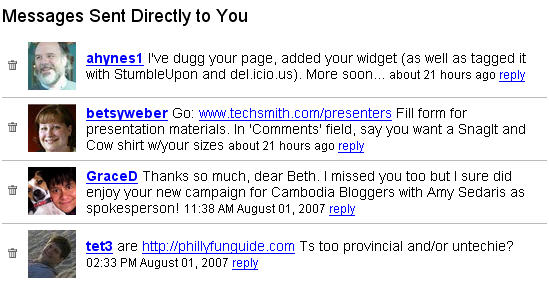 Messages Sent Directly to You
ahynes1 I've dugg your page, added your widget (as well as tagged it
with StumbleUpon and del.icio.us). More soon... about 21 hours ago reply
betsyweber Go: www.techsmith.com/presenters Fill form for
presentation materials. In 'Comments' field, say you want a SnagIt and
Cow shirt w/your sizes about 21 hours ago reply
GraceD Thanks so much, dear Beth. I missed you too but I sure did
enjoy your new campaign for Cambodia Bloggers with Amy Sedaris as
spokesperson! 11:38 AM August 01, 2007 reply
tet3 are http://phillyfunguide.com Ts too provincial and/or untechie?
02:33 PM August 01, 2007 reply